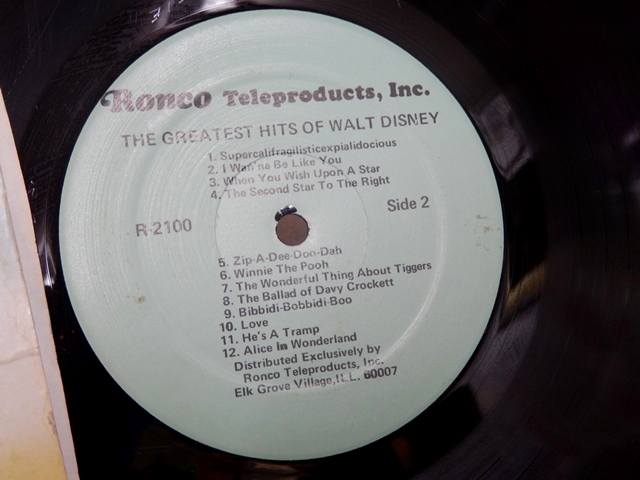 Ronco Teleproducts, Inc.
THE GREATEST HITS OF WALT DISNEY
1. Supercalifragilisticexpialidocious
2. I Wan'na Be Like You
3. When You Wish Upon A Star
4. The Second Star To The Right
R-2100
Side 2
5. Zip-A-Dee-Doo-Dah
6. Winnie The Pooh
7. The Wonderful Thing About Tiggers
8. The Ballad of Davy Crockett
9. Bibbidi-Bobbidi-Boo
10. Love
11. He's A Tramp
12. Alice In Wonderland
Distributed Exclusively by
Ronco Teleproducts, Inc.
Elk Grove Village, ILL. 60007